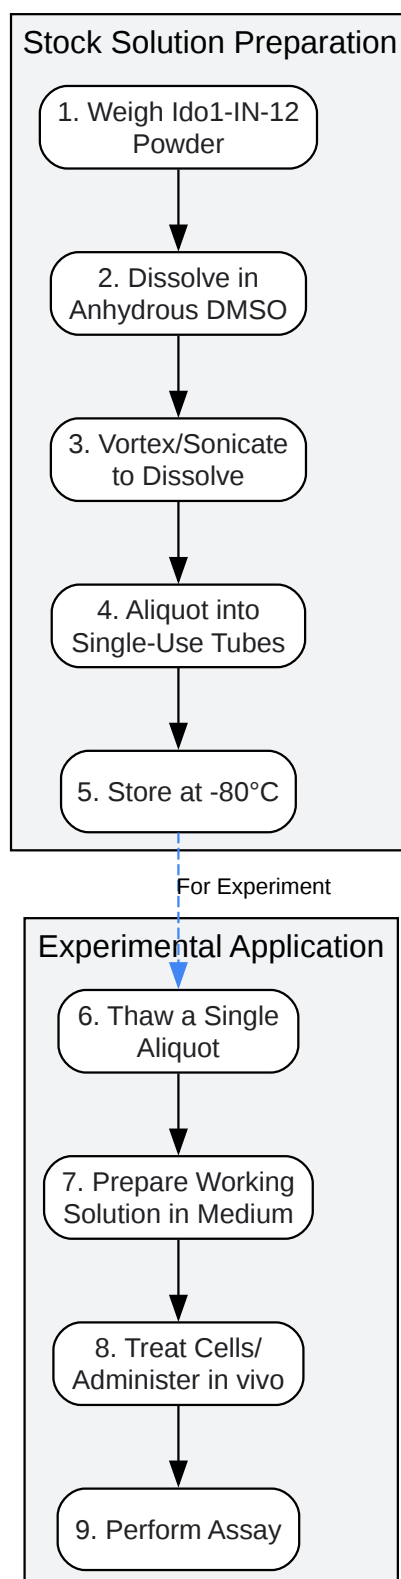 Stock Solution Preparation
1. Weigh Ido1-IN-12
Powder
2. Dissolve in
Anhydrous DMSO
3. Vortex/Sonicate
to Dissolve
4. Aliquot into
Single-Use Tubes
5. Store at -80°C
For Experiment
Experimental Application
6. Thaw a Single
Aliquot
7. Prepare Working
Solution in Medium
8. Treat Cells/
Administer in vivo
9. Perform Assay